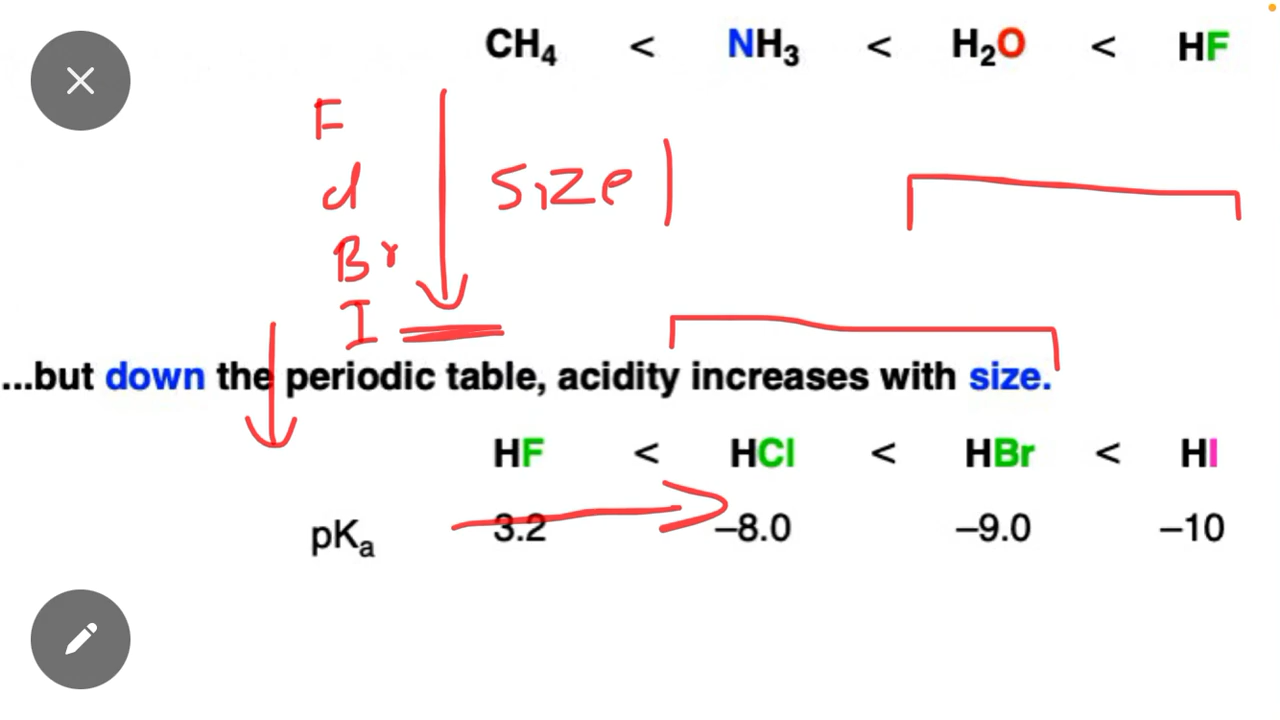 CH₄ < NH₃ < H₂O < HF
F
Cl
size
Br
I
...but down the periodic table, acidity increases with size.
HF < HCl < HBr < HI
pKₐ 3.2 –8.0 –9.0 –10